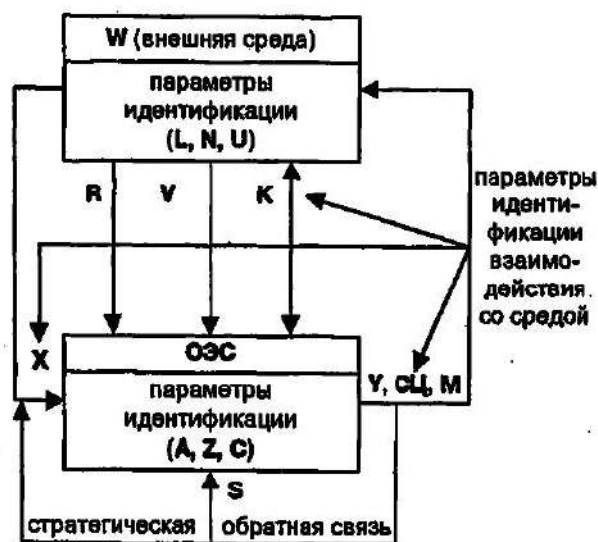 W (внешняя среда)
параметры
идентификации
(L, N, U)
R
V
K
параметры
иденти-
фикации
взаимо-
действия
со средой
X
ОЭС
параметры
идентификации
(A, Z, C)
Y, СЦ, М
S
стратегическая
обратная связь